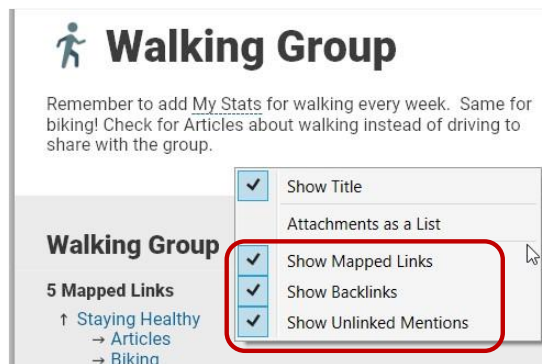 Walking Group
Remember to add My Stats for walking every week.  Same for
biking! Check for Articles about walking instead of driving to
share with the group.
Show Title
Attachments as a List
Walking Group
Show Mapped Links
5 Mapped Links
Show Backlinks
↑ Staying Healthy
Show Unlinked Mentions
→ Articles
→ Biking